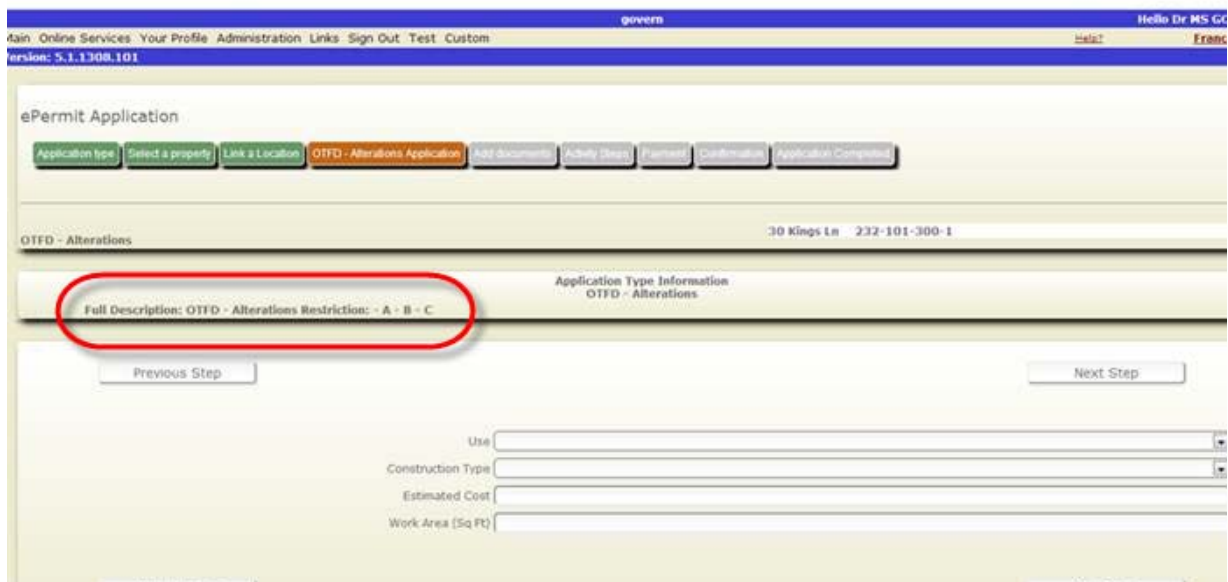 govern Hello Dr MS GO
Main Online Services Your Profile Administration Links Sign Out Test Custom Help? Franc
Version: 5.1.1308.101
ePermit Application
Application type Select a property Link a Location OTFD - Alterations Application Add documents Activity Steps Payment Confirmation Application Completed
OTFD - Alterations 30 Kings Ln 232-101-300-1
Application Type Information
OTFD - Alterations
Full Description: OTFD - Alterations Restriction: - A - B - C
Previous Step Next Step
Use
Construction Type
Estimated Cost
Work Area (Sq Ft)